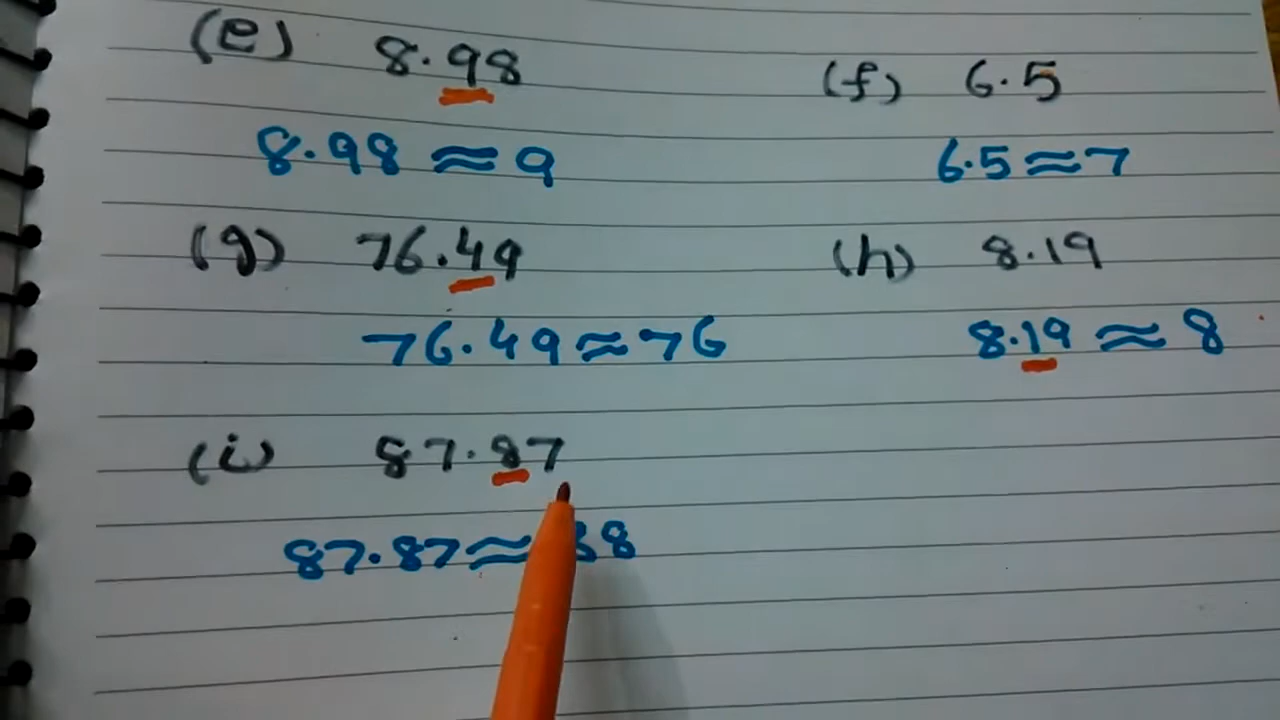 (e) 8.98
(f) 6.5
8.98 ≈ 9
6.5 ≈ 7
(g) 76.49
(h) 8.19
76.49 ≈ 76
8.19 ≈ 8
(i) 87.87
87.87 ≈ 88